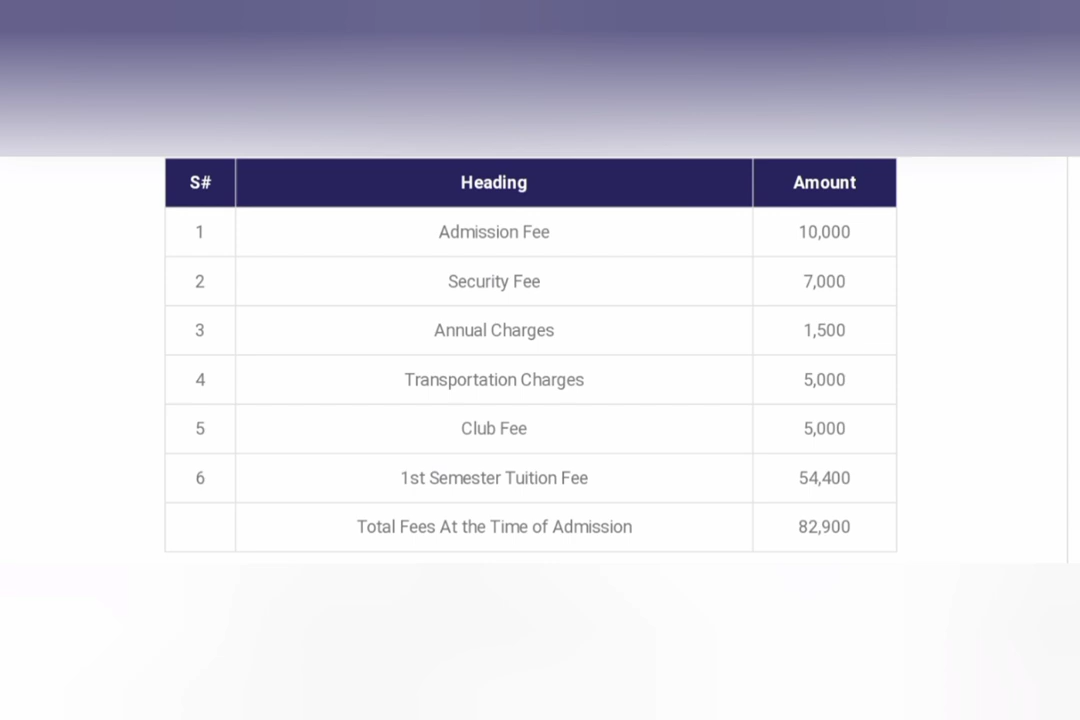 S# Heading Amount
1 Admission Fee 10,000
2 Security Fee 7,000
3 Annual Charges 1,500
4 Transportation Charges 5,000
5 Club Fee 5,000
6 1st Semester Tuition Fee 54,400
Total Fees At the Time of Admission 82,900